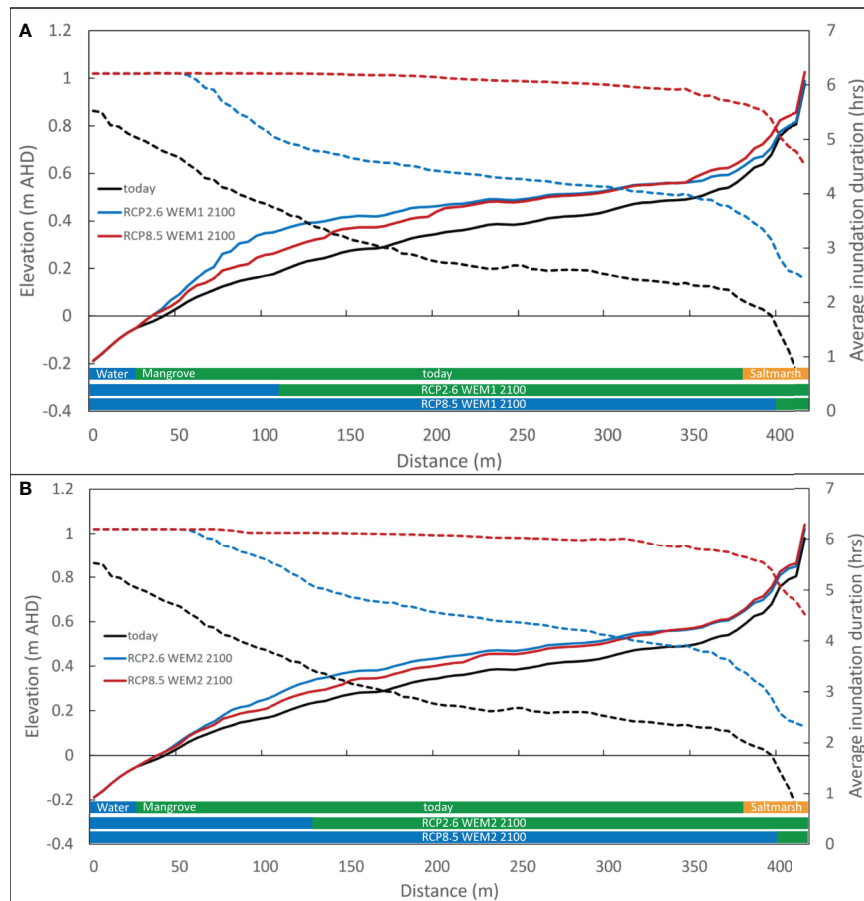 A
1.2
1
0.8
0.6
0.4
0.2
0
-0.2
-0.4
Elevation (m AHD)
today
RCP2.6 WEM1 2100
RCP8.5 WEM1 2100
7
6
5
4
3
2
1
0
Average inundation duration (hrs)
Water Mangrove today Saltmarsh
RCP2.6 WEM1 2100
RCP8.5 WEM1 2100
0 50 100 150 200 250 300 350 400
Distance (m)
B
1.2
1
0.8
0.6
0.4
0.2
0
-0.2
-0.4
Elevation (m AHD)
today
RCP2.6 WEM2 2100
RCP8.5 WEM2 2100
7
6
5
4
3
2
1
0
Average inundation duration (hrs)
Water Mangrove today Saltmarsh
RCP2.6 WEM2 2100
RCP8.5 WEM2 2100
0 50 100 150 200 250 300 350 400
Distance (m)